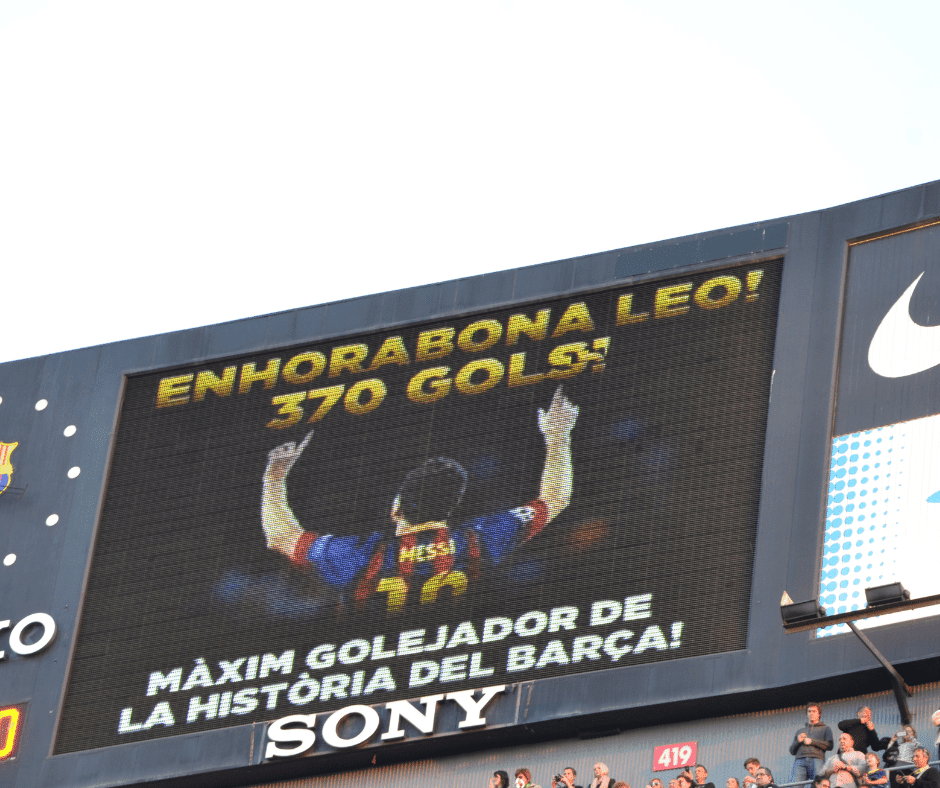 ENHORABONA LEO!
370 GOLS!
MESSI
10
MÀXIM GOLEJADOR DE
LA HISTÒRIA DEL BARÇA!
SONY
419